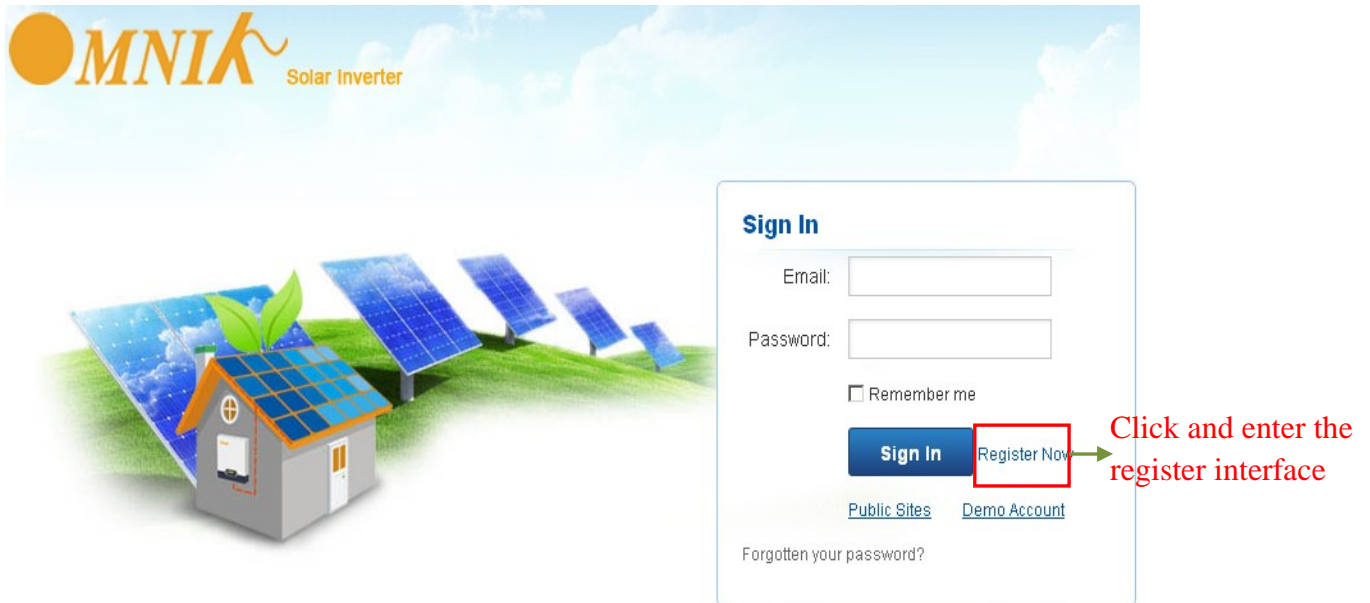 OMNIK Solar Inverter
Sign In
Email:
Password:
Remember me
Sign In Register Now
Click and enter the
register interface
Public Sites Demo Account
Forgotten your password?